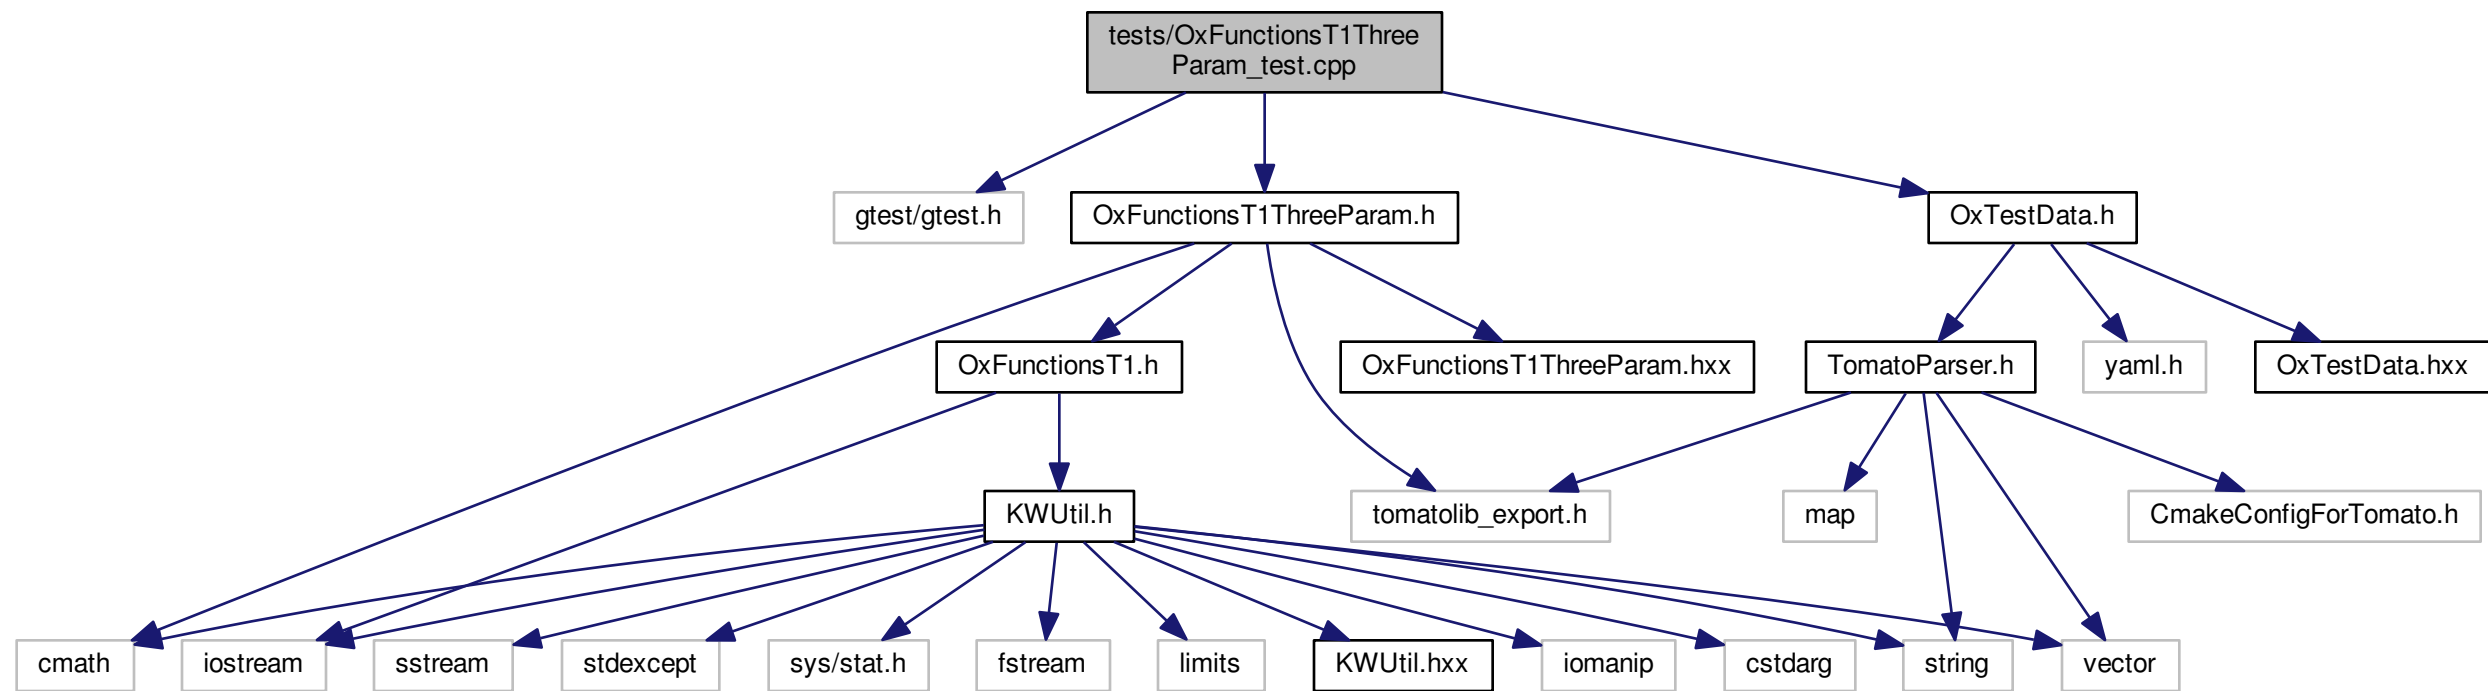 tests/OxFunctionsT1Three
Param_test.cpp
gtest/gtest.h
OxFunctionsT1ThreeParam.h
OxTestData.h
OxFunctionsT1.h
OxFunctionsT1ThreeParam.hxx
TomatoParser.h
yaml.h
OxTestData.hxx
KWUtil.h
tomatolib_export.h
map
CmakeConfigForTomato.h
cmath
iostream
sstream
stdexcept
sys/stat.h
fstream
limits
KWUtil.hxx
iomanip
cstdarg
string
vector